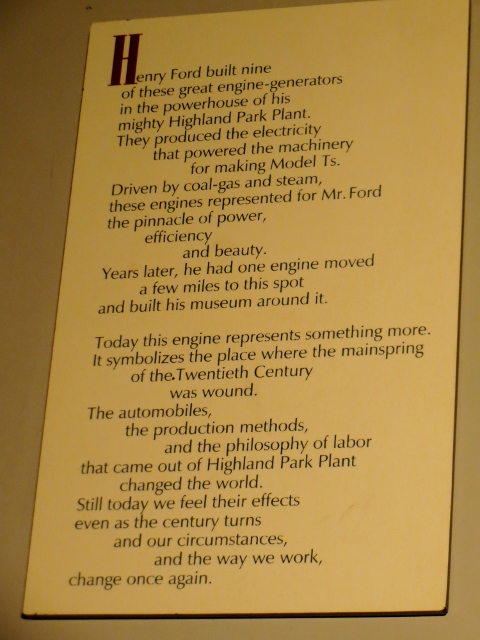 Henry Ford built nine
of these great engine-generators
in the powerhouse of his
mighty Highland Park Plant.
They produced the electricity
that powered the machinery
for making Model Ts.
Driven by coal-gas and steam,
these engines represented for Mr. Ford
the pinnacle of power,
efficiency
and beauty.
Years later, he had one engine moved
a few miles to this spot
and built his museum around it.
Today this engine represents something more.
It symbolizes the place where the mainspring
of the Twentieth Century
was wound.
The automobiles,
the production methods,
and the philosophy of labor
that came out of Highland Park Plant
changed the world.
Still today we feel their effects
even as the century turns
and our circumstances,
and the way we work,
change once again.